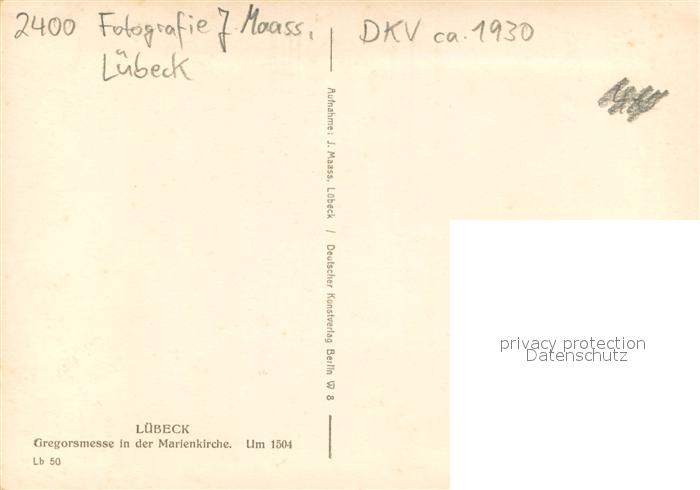 2400 Fotografie J. Maass,
Lübeck
DKV ca. 1930
Aufnahme: J. Maass, Lübeck / Deutscher Kunstverlag Berlin W 8
privacy protection
Datenschutz
LÜBECK
Gregorsmesse in der Marienkirche. Um 1504
Lb 50